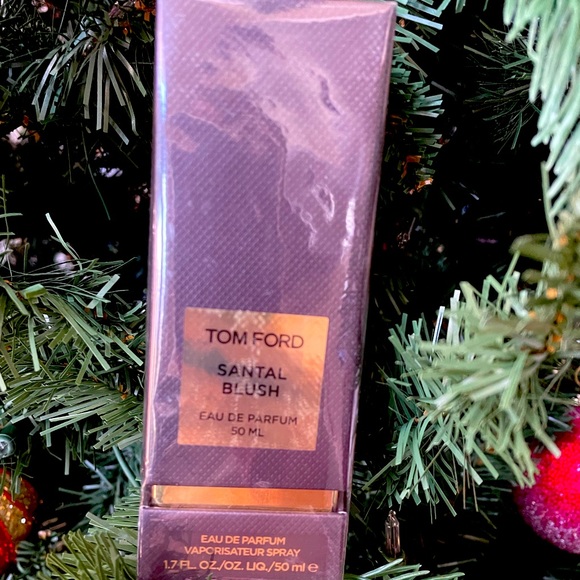 TOM FORD
SANTAL
BLUSH
EAU DE PARFUM
50 ML
EAU DE PARFUM
VAPORISATEUR SPRAY
1.7 FL. OZ./OZ. LIQ./50 ml e